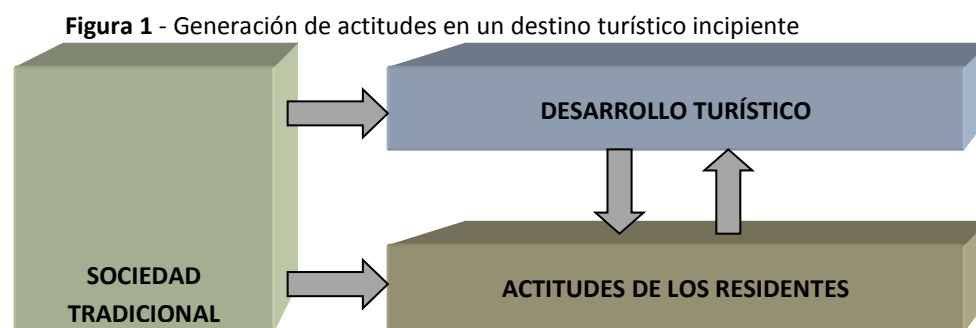 Figura 1 - Generación de actitudes en un destino turístico incipiente
DESARROLLO TURÍSTICO
SOCIEDAD
TRADICIONAL
ACTITUDES DE LOS RESIDENTES